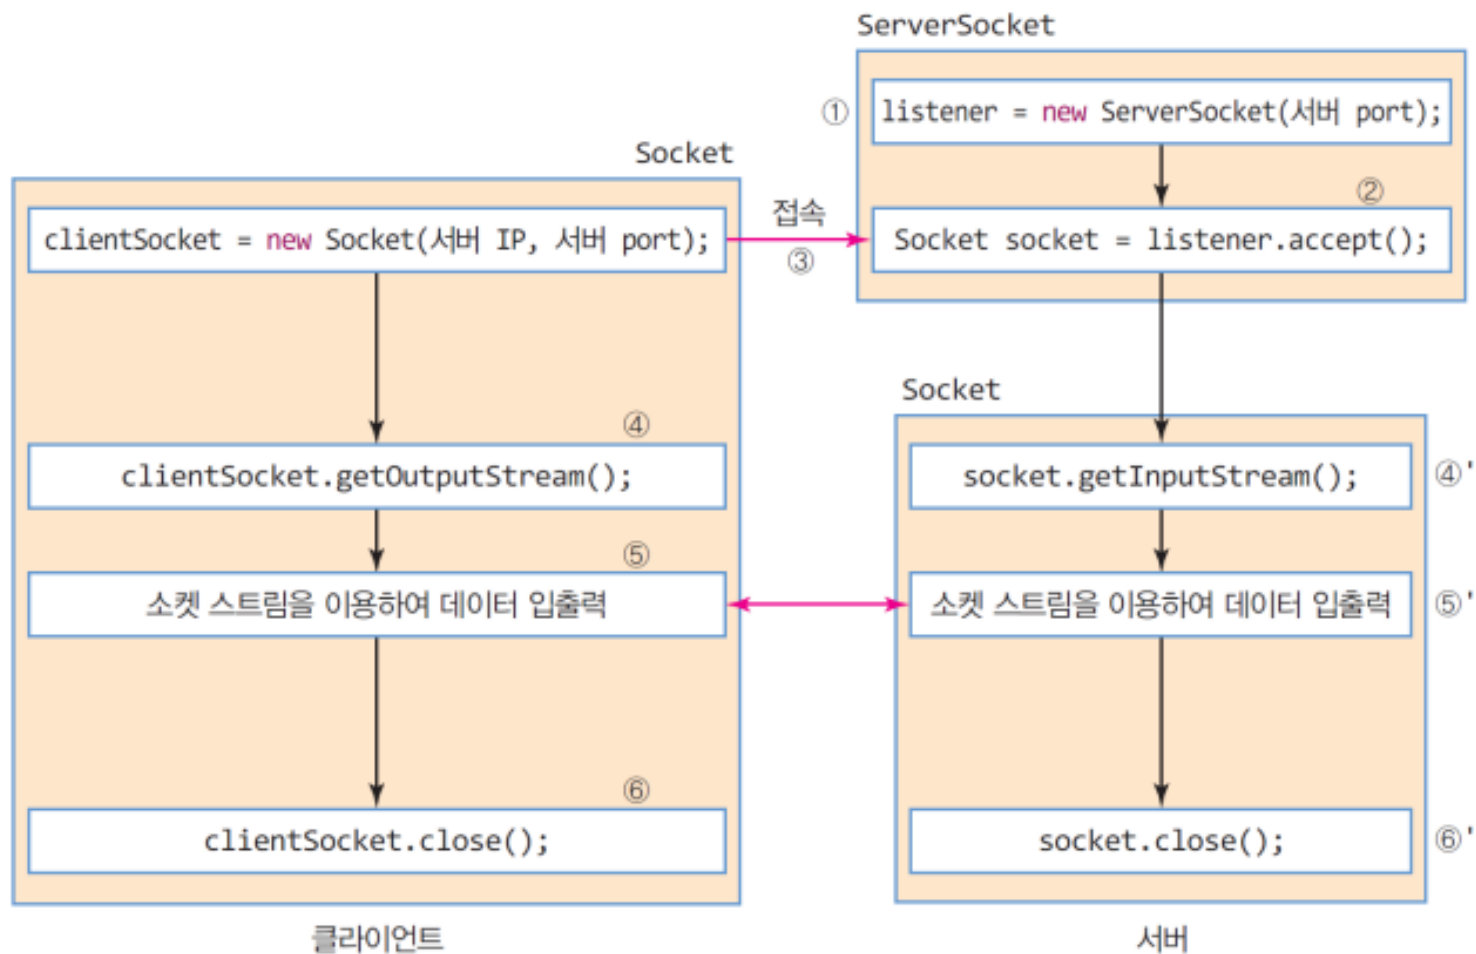 ServerSocket
①
listener = new ServerSocket(서버 port);
②
Socket socket = listener.accept();
Socket
clientSocket = new Socket(서버 IP, 서버 port);
접속
③
④
clientSocket.getOutputStream();
⑤
소켓 스트림을 이용하여 데이터 입출력
⑥
clientSocket.close();
클라이언트
Socket
socket.getInputStream();
④'
소켓 스트림을 이용하여 데이터 입출력
⑤'
socket.close();
⑥'
서버